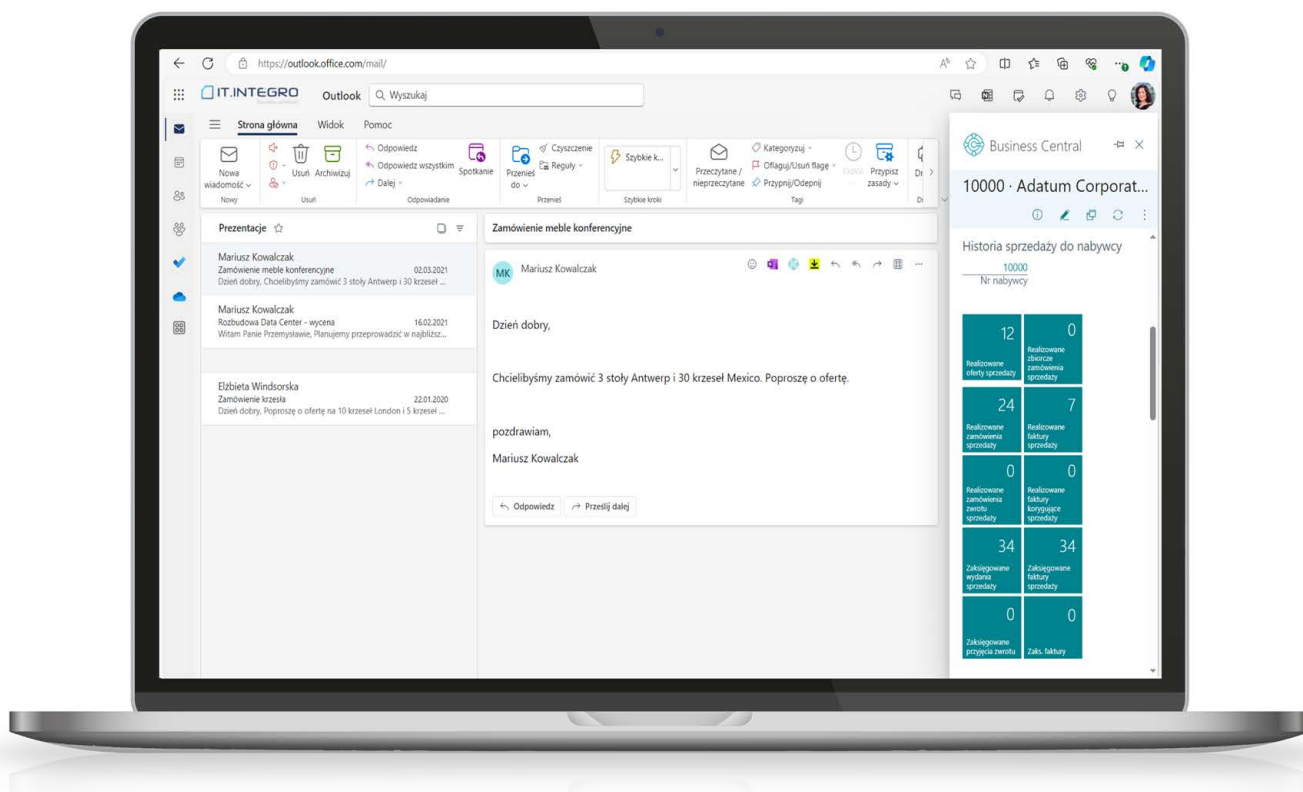 https://outlook.office.com/mail/
IT.INTEGRO
Outlook
Wyszukaj
Strona główna Widok Pomoc
Nowa
wiadomość
Usuń
Archiwizuj
Odpowiedz
Odpowiedz wszystkim
Dalej
Spotkanie
Przenieś
do
Czyszczenie
Reguły
Szybkie k...
Przeczytane /
nieprzeczytane
Kategoryzuj
Oflaguj/Usuń flagę
Przypnij/Odepnij
Przypisz
zasady
Dr
Nowy Usuń Odpowiadanie Przenieś Szybkie kroki Tagi D
Prezentacje
Mariusz Kowalczak
Zamówienie meble konferencyjne 02.03.2021
Dzień dobry, Chcielibyśmy zamówić 3 stoły Antwerp i 30 krzeseł ...
Mariusz Kowalczak
Rozbudowa Data Center - wycena 16.02.2021
Witam Panie Przemysławie, Planujemy przeprowadzić w najbliższ...
Elżbieta Windsorska
Zamówienie krzesła 22.01.2020
Dzień dobry, Poproszę o ofertę na 10 krzeseł London i 5 krzeseł ...
Zamówienie meble konferencyjne
MK Mariusz Kowalczak
Dzień dobry,
Chcielibyśmy zamówić 3 stoły Antwerp i 30 krzeseł Mexico. Poproszę o ofertę.
pozdrawiam,
Mariusz Kowalczak
Odpowiedz Prześlij dalej
Business Central
10000 · Adatum Corporat...
Historia sprzedaży do nabywcy
10000
Nr nabywcy
12
Realizowane
oferty sprzedaży
0
Realizowane
zbiorcze
zamówienia
sprzedaży
24
Realizowane
zamówienia
sprzedaży
7
Realizowane
faktury
sprzedaży
0
Realizowane
zamówienia
zwrotu
sprzedaży
0
Realizowane
faktury
korygujące
sprzedaży
34
Zaksięgowane
wydania
sprzedaży
34
Zaksięgowane
faktury
sprzedaży
0
Zaksięgowane
przyjęcia zwrotu
0
Zaks. faktury